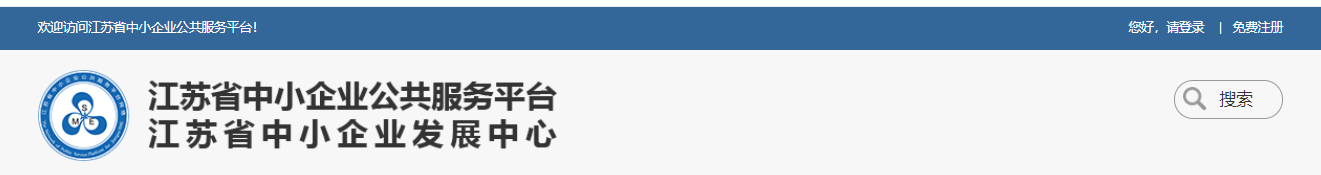 欢迎访问江苏省中小企业公共服务平台!
您好，请登录 | 免费注册
江苏省中小企业公共服务平台
江苏省中小企业发展中心
S
M E
搜索